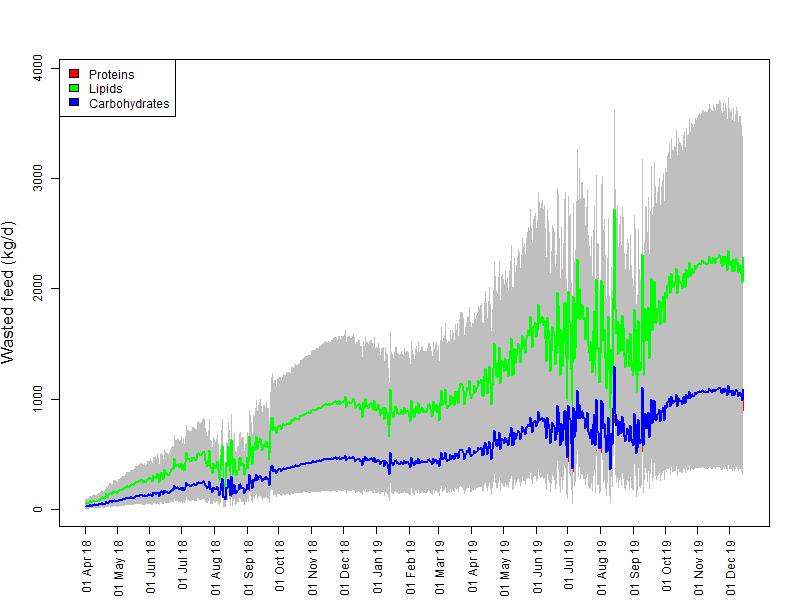 Proteins
Lipids
Carbohydrates
Wasted feed (kg/d)
4000
3000
2000
1000
0
01 Apr 18
01 May 18
01 Jun 18
01 Jul 18
01 Aug 18
01 Sep 18
01 Oct 18
01 Nov 18
01 Dec 18
01 Jan 19
01 Feb 19
01 Mar 19
01 Apr 19
01 May 19
01 Jun 19
01 Jul 19
01 Aug 19
01 Sep 19
01 Oct 19
01 Nov 19
01 Dec 19